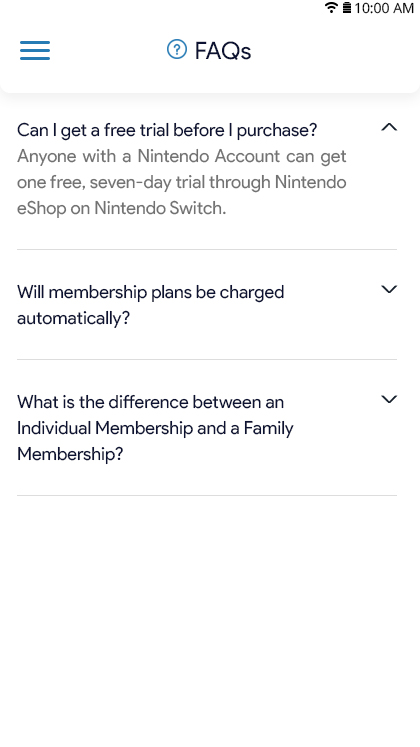 10:00 AM
FAQs
Can I get a free trial before I purchase?
Anyone with a Nintendo Account can get
one free, seven-day trial through Nintendo
eShop on Nintendo Switch.
Will membership plans be charged
automatically?
What is the difference between an
Individual Membership and a Family
Membership?